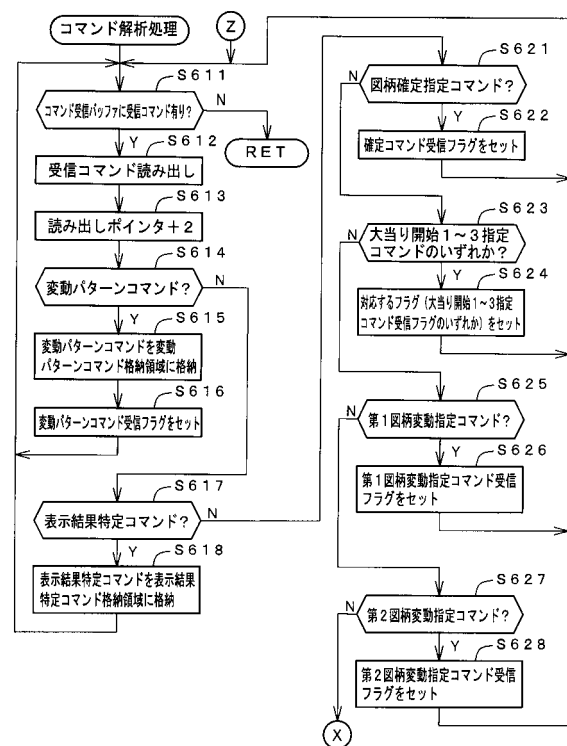 コマンド解析処理
Z
S611
コマンド受信バッファに受信コマンド有り?
N
Y
RET
S612
受信コマンド読み出し
S613
読み出しポインタ+2
S614
変動パターンコマンド?
N
Y
S615
変動パターンコマンドを変動
パターンコマンド格納領域に格納
S616
変動パターンコマンド受信フラグをセット
S617
表示結果特定コマンド?
N
Y
S618
表示結果特定コマンドを表示結果
特定コマンド格納領域に格納
S621
N
図柄確定指定コマンド?
Y
S622
確定コマンド受信フラグをセット
S623
N
大当り開始1~3指定
コマンドのいずれか?
Y
S624
対応するフラグ(大当り開始1~3指定
コマンド受信フラグのいずれか)をセット
S625
N
第1図柄変動指定コマンド?
Y
S626
第1図柄変動指定コマンド受信
フラグをセット
S627
N
第2図柄変動指定コマンド?
Y
S628
第2図柄変動指定コマンド受信
フラグをセット
X